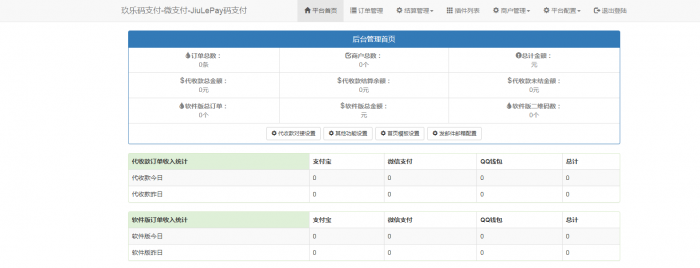 玖乐码支付-微支付-JiuLePay码支付 平台首页 订单管理 结算管理 插件列表 商户管理 平台配置 退出登陆
后台管理首页
订单总数： 商户总数： 总计金额：
0条 0个 元
$代收款总金额： $代收款结算余额： $代收款未结金额：
0元 0元 0元
软件版总订单： $软件版总金额： 软件版二维码数：
0个 元 0个
代收款对接设置 其他功能设置 首页模板设置 发邮件邮箱配置
代收款订单收入统计 支付宝 微信支付 QQ钱包 总计
代收款今日 0 0 0 0
代收款昨日 0 0 0 0
软件版订单收入统计 支付宝 微信支付 QQ钱包 总计
软件版今日 0 0 0 0
软件版昨日 0 0 0 0